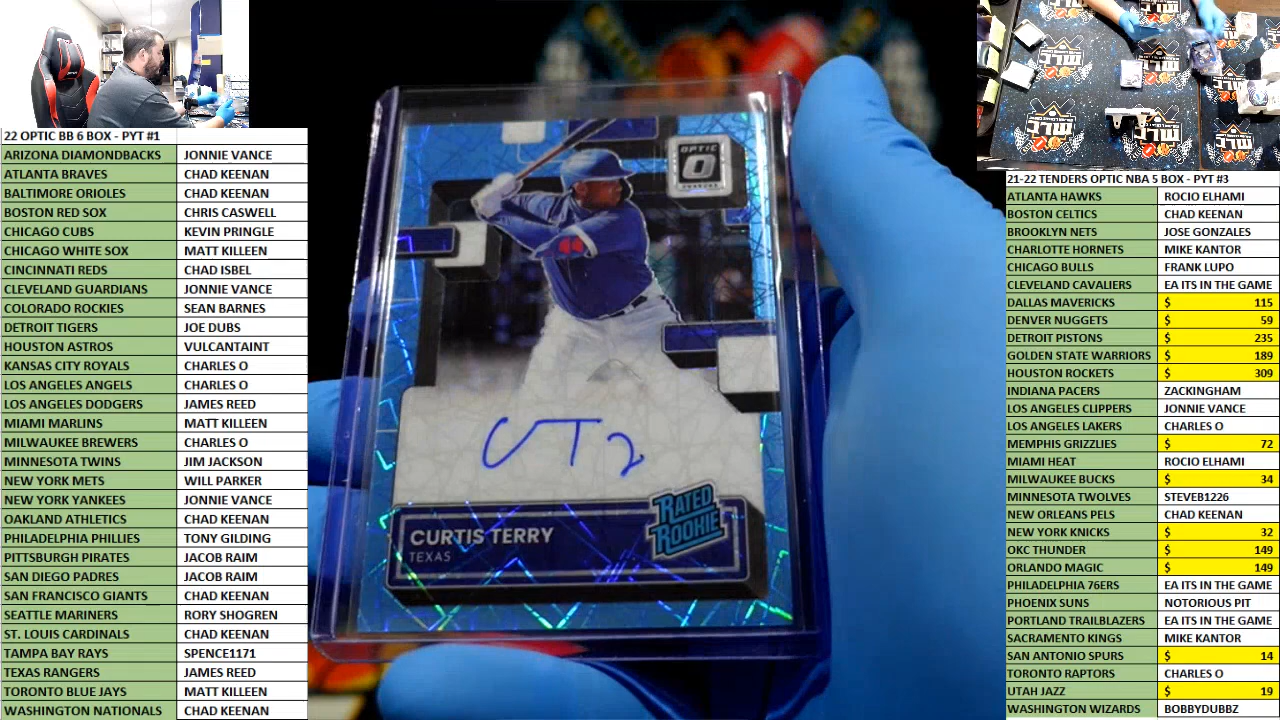 22 OPTIC BB 6 BOX - PYT #1
ARIZONA DIAMONDBACKS JONNIE VANCE
ATLANTA BRAVES CHAD KEENAN
BALTIMORE ORIOLES CHAD KEENAN
BOSTON RED SOX CHRIS CASWELL
CHICAGO CUBS KEVIN PRINGLE
CHICAGO WHITE SOX MATT KILLEEN
CINCINNATI REDS CHAD ISBEL
CLEVELAND GUARDIANS JONNIE VANCE
COLORADO ROCKIES SEAN BARNES
DETROIT TIGERS JOE DUBS
HOUSTON ASTROS VULCANTAINT
KANSAS CITY ROYALS CHARLES O
LOS ANGELES ANGELS CHARLES O
LOS ANGELES DODGERS JAMES REED
MIAMI MARLINS MATT KILLEEN
MILWAUKEE BREWERS CHARLES O
MINNESOTA TWINS JIM JACKSON
NEW YORK METS WILL PARKER
NEW YORK YANKEES JONNIE VANCE
OAKLAND ATHLETICS CHAD KEENAN
PHILADELPHIA PHILLIES TONY GILDING
PITTSBURGH PIRATES JACOB RAIM
SAN DIEGO PADRES JACOB RAIM
SAN FRANCISCO GIANTS CHAD KEENAN
SEATTLE MARINERS RORY SHOGREN
ST. LOUIS CARDINALS CHAD KEENAN
TAMPA BAY RAYS SPENCE1171
TEXAS RANGERS JAMES REED
TORONTO BLUE JAYS MATT KILLEEN
WASHINGTON NATIONALS CHAD KEENAN
OPTIC
O
CT2
RATED
ROOKIE
CURTIS TERRY
TEXAS
21-22 TENDERS OPTIC NBA 5 BOX - PYT #3
ATLANTA HAWKS ROCIO ELHAMI
BOSTON CELTICS CHAD KEENAN
BROOKLYN NETS JOSE GONZALES
CHARLOTTE HORNETS MIKE KANTOR
CHICAGO BULLS FRANK LUPO
CLEVELAND CAVALIERS EA ITS IN THE GAME
DALLAS MAVERICKS $ 115
DENVER NUGGETS $ 59
DETROIT PISTONS $ 235
GOLDEN STATE WARRIORS $ 189
HOUSTON ROCKETS $ 309
INDIANA PACERS ZACKINGHAM
LOS ANGELES CLIPPERS JONNIE VANCE
LOS ANGELES LAKERS CHARLES O
MEMPHIS GRIZZLIES $ 72
MIAMI HEAT ROCIO ELHAMI
MILWAUKEE BUCKS $ 34
MINNESOTA TWOLVES STEVEB1226
NEW ORLEANS PELS CHAD KEENAN
NEW YORK KNICKS $ 32
OKC THUNDER $ 149
ORLANDO MAGIC $ 149
PHILADELPHIA 76ERS EA ITS IN THE GAME
PHOENIX SUNS NOTORIOUS PIT
PORTLAND TRAILBLAZERS EA ITS IN THE GAME
SACRAMENTO KINGS MIKE KANTOR
SAN ANTONIO SPURS $ 14
TORONTO RAPTORS CHARLES O
UTAH JAZZ $ 19
WASHINGTON WIZARDS BOBBYDUBBZ